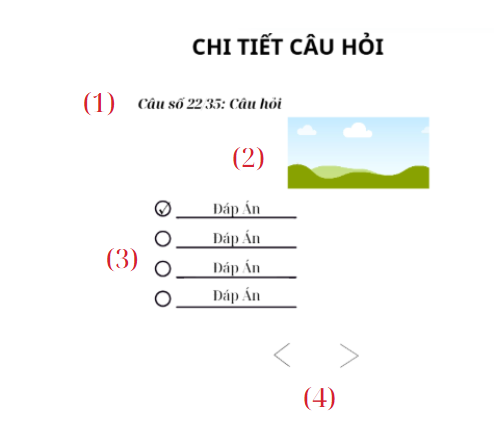 CHI TIẾT CÂU HỎI
(1) Câu số 22 35: Câu hỏi
(2)
Đáp Án
Đáp Án
(3) Đáp Án
Đáp Án
(4)